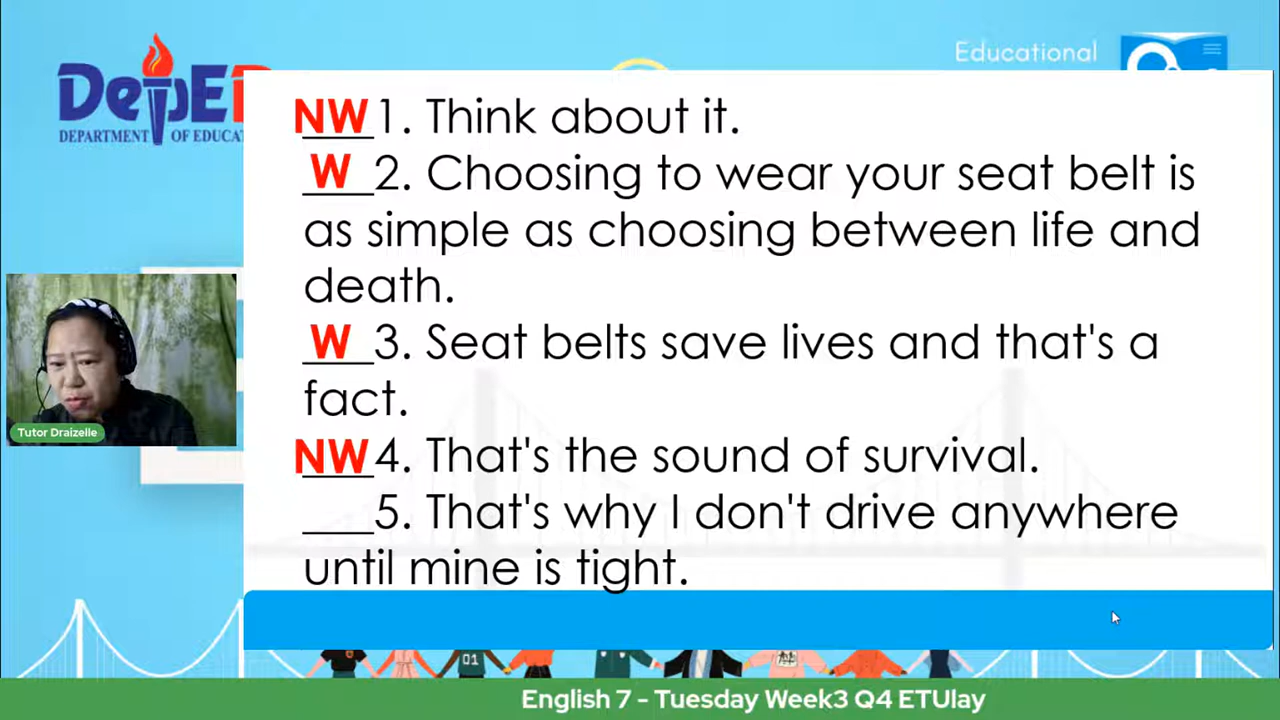 Educational
DepE
DEPARTMENT OF EDUCAT
NW 1. Think about it.
W 2. Choosing to wear your seat belt is
as simple as choosing between life and
death.
W 3. Seat belts save lives and that's a
fact.
NW 4. That's the sound of survival.
___5. That's why I don't drive anywhere
until mine is tight.
Tutor Draizelle
01
English 7 - Tuesday Week3 Q4 ETUlay